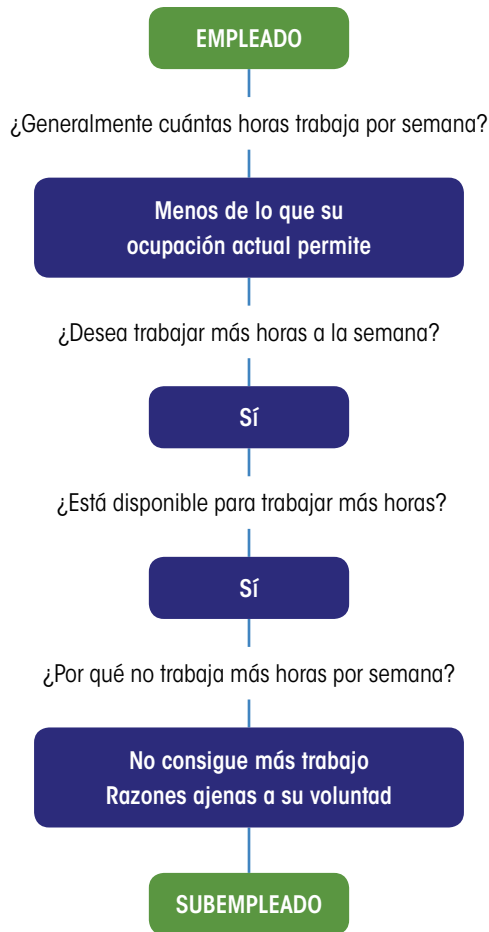 EMPLEADO
¿Generalmente cuántas horas trabaja por semana?
Menos de lo que su
ocupación actual permite
¿Desea trabajar más horas a la semana?
Sí
¿Está disponible para trabajar más horas?
Sí
¿Por qué no trabaja más horas por semana?
No consigue más trabajo
Razones ajenas a su voluntad
SUBEMPLEADO